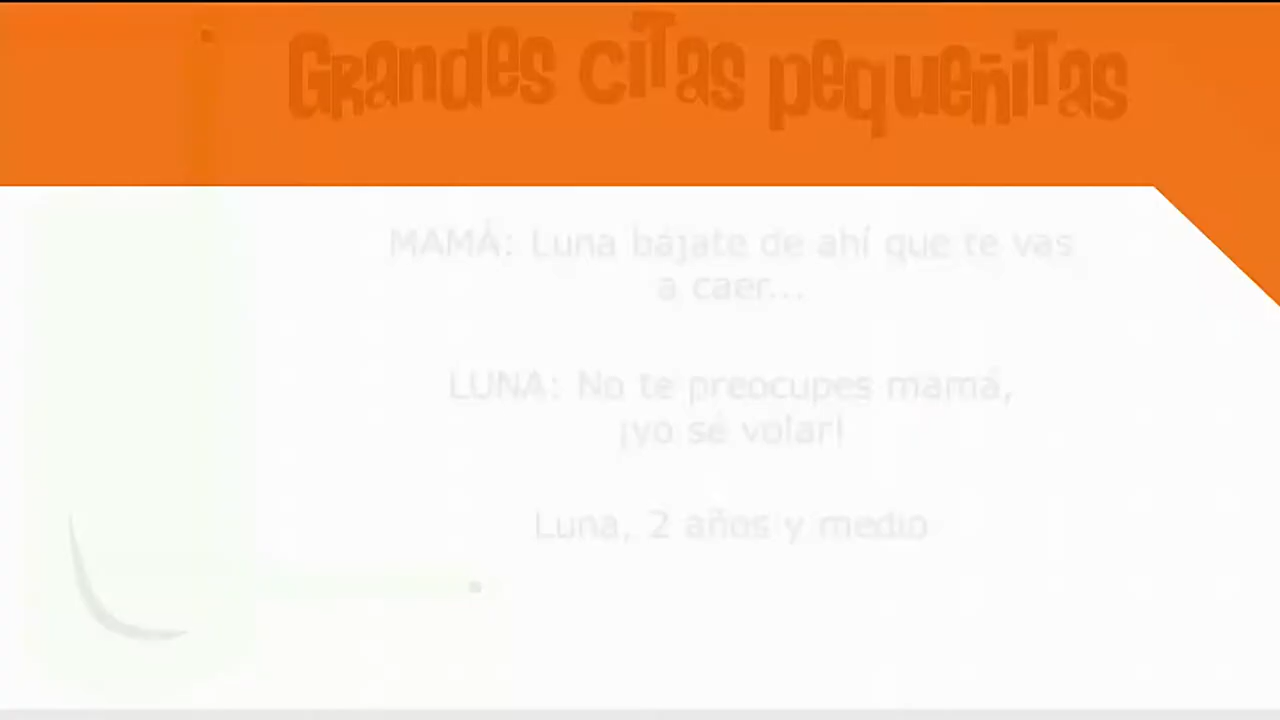 Grandes citas pequeñitas
MAMÁ: Luna bájate de ahí que te vas
a caer...
LUNA: No te preocupes mamá,
¡yo sé volar!
Luna, 2 años y medio